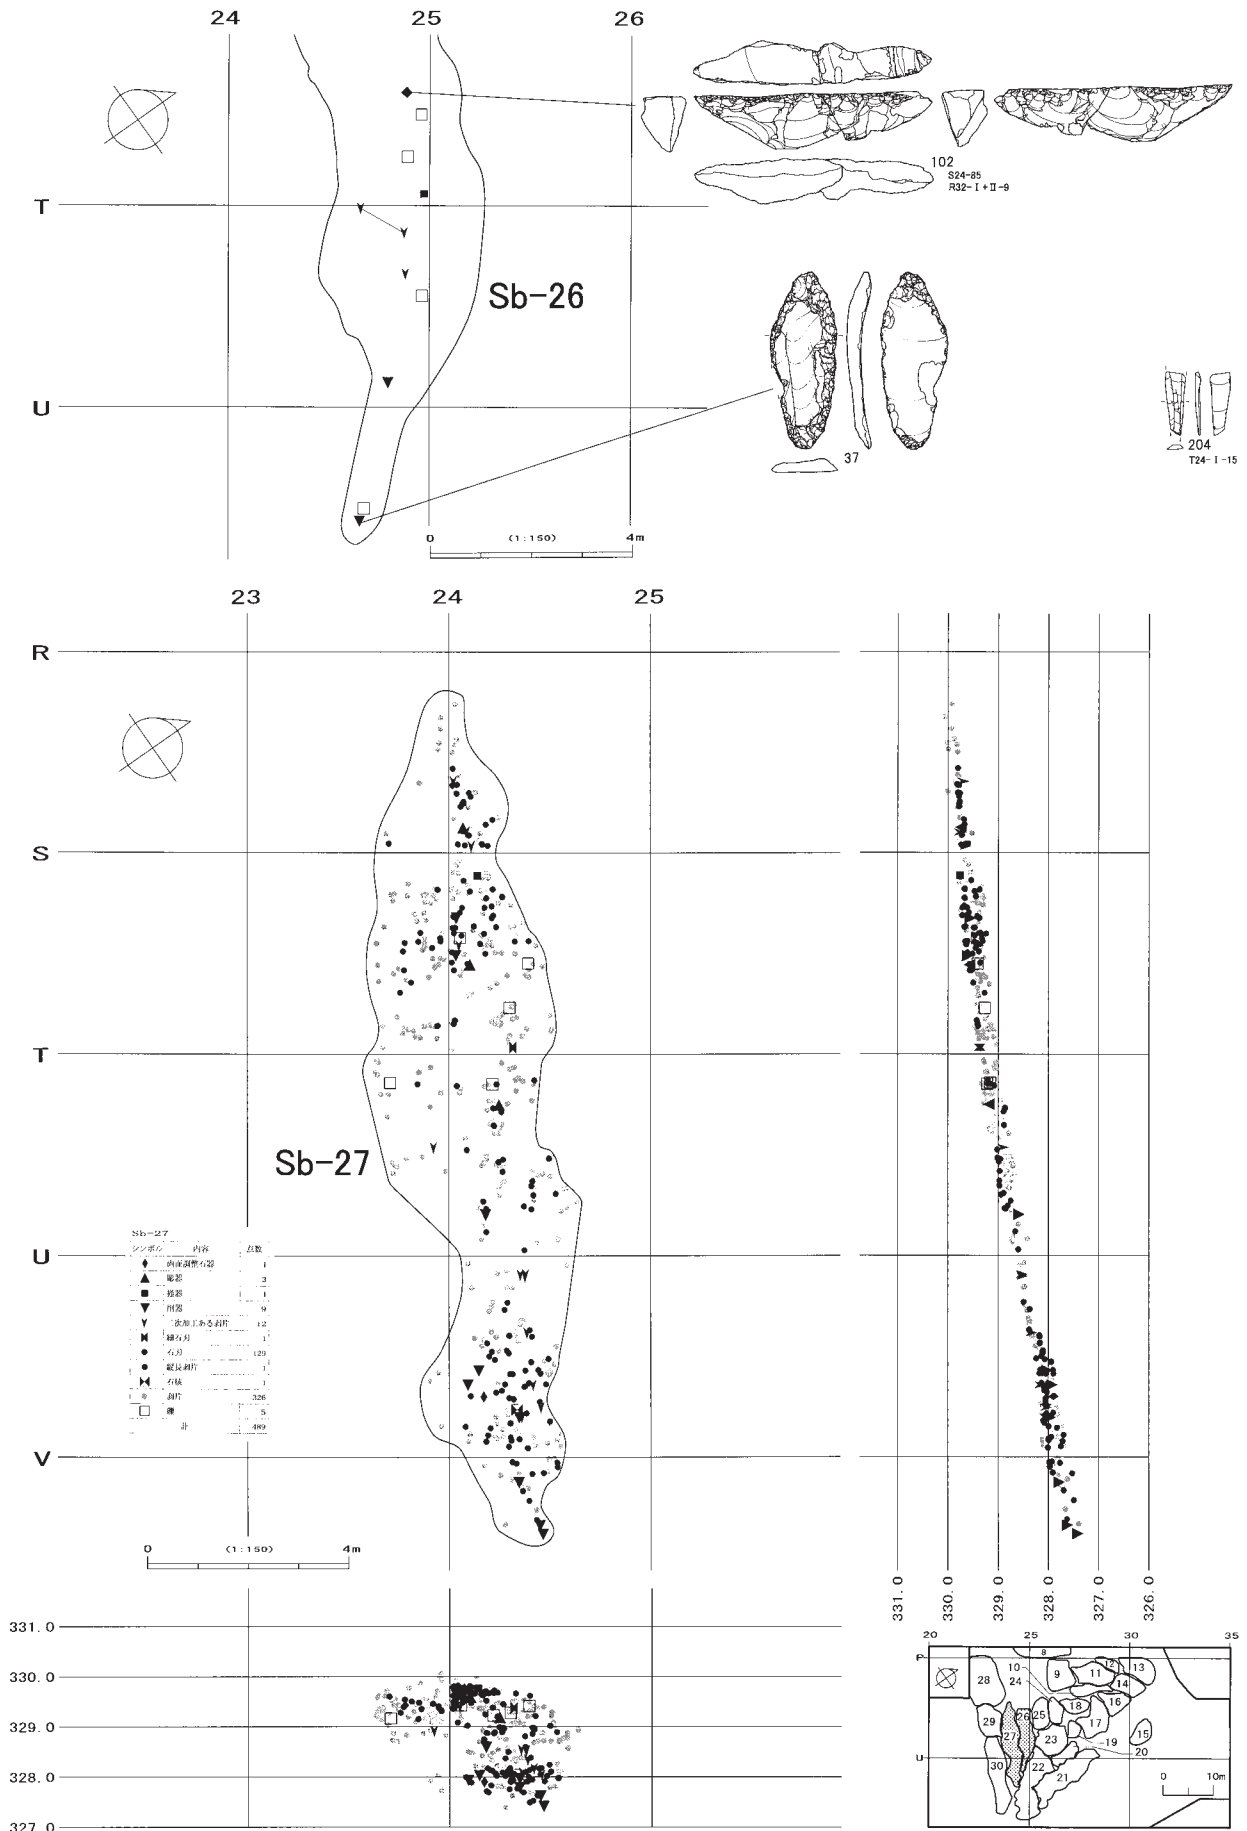 24 25 26
T
U
Sb-26
102
S24-85
R32-Ⅰ+Ⅱ-9
37
204
T24-Ⅰ-15
0 (1:150) 4m
23 24 25
R
S
T
U
V
Sb-27
Sb-27
シンボル 内容 点数
両面調整石器 1
彫器 3
掻器 1
削器 9
二次加工ある剥片 12
細石刃 1
石刃 129
縦長剥片 1
石核 1
剥片 326
礫 5
計 489
0 (1:150) 4m
331.0
330.0
329.0
328.0
327.0
331.0 330.0 329.0 328.0 327.0 326.0
20 25 30 35
P
U
8
28 10 24 9 11 12 13 14
29 27 26 25 18 16 17 15
30 23 19 20
22 21
0 10m